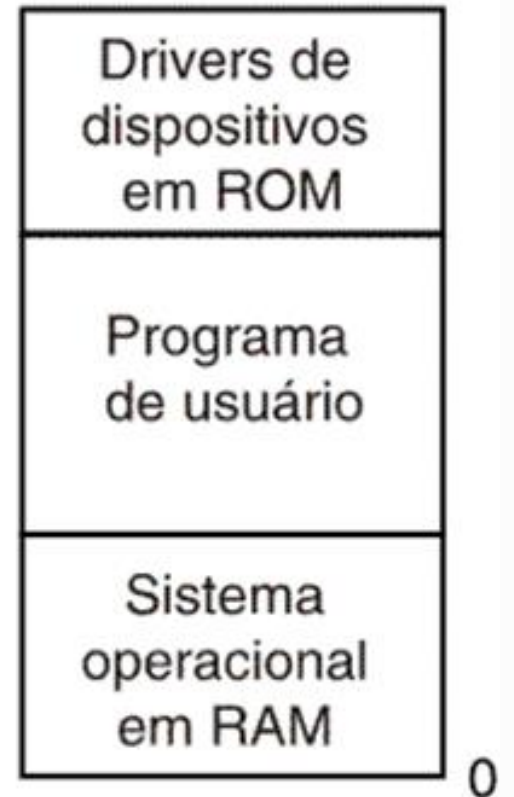 Drivers de
dispositivos
em ROM
Programa
de usuário
Sistema
operacional
em RAM
0